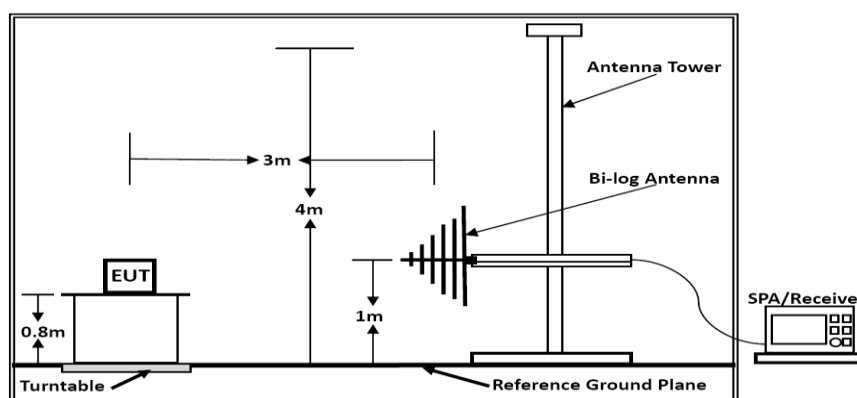 Antenna Tower
3m
Bi-log Antenna
4m
EUT
0.8m
1m
SPA/Receive
Turntable
Reference Ground Plane